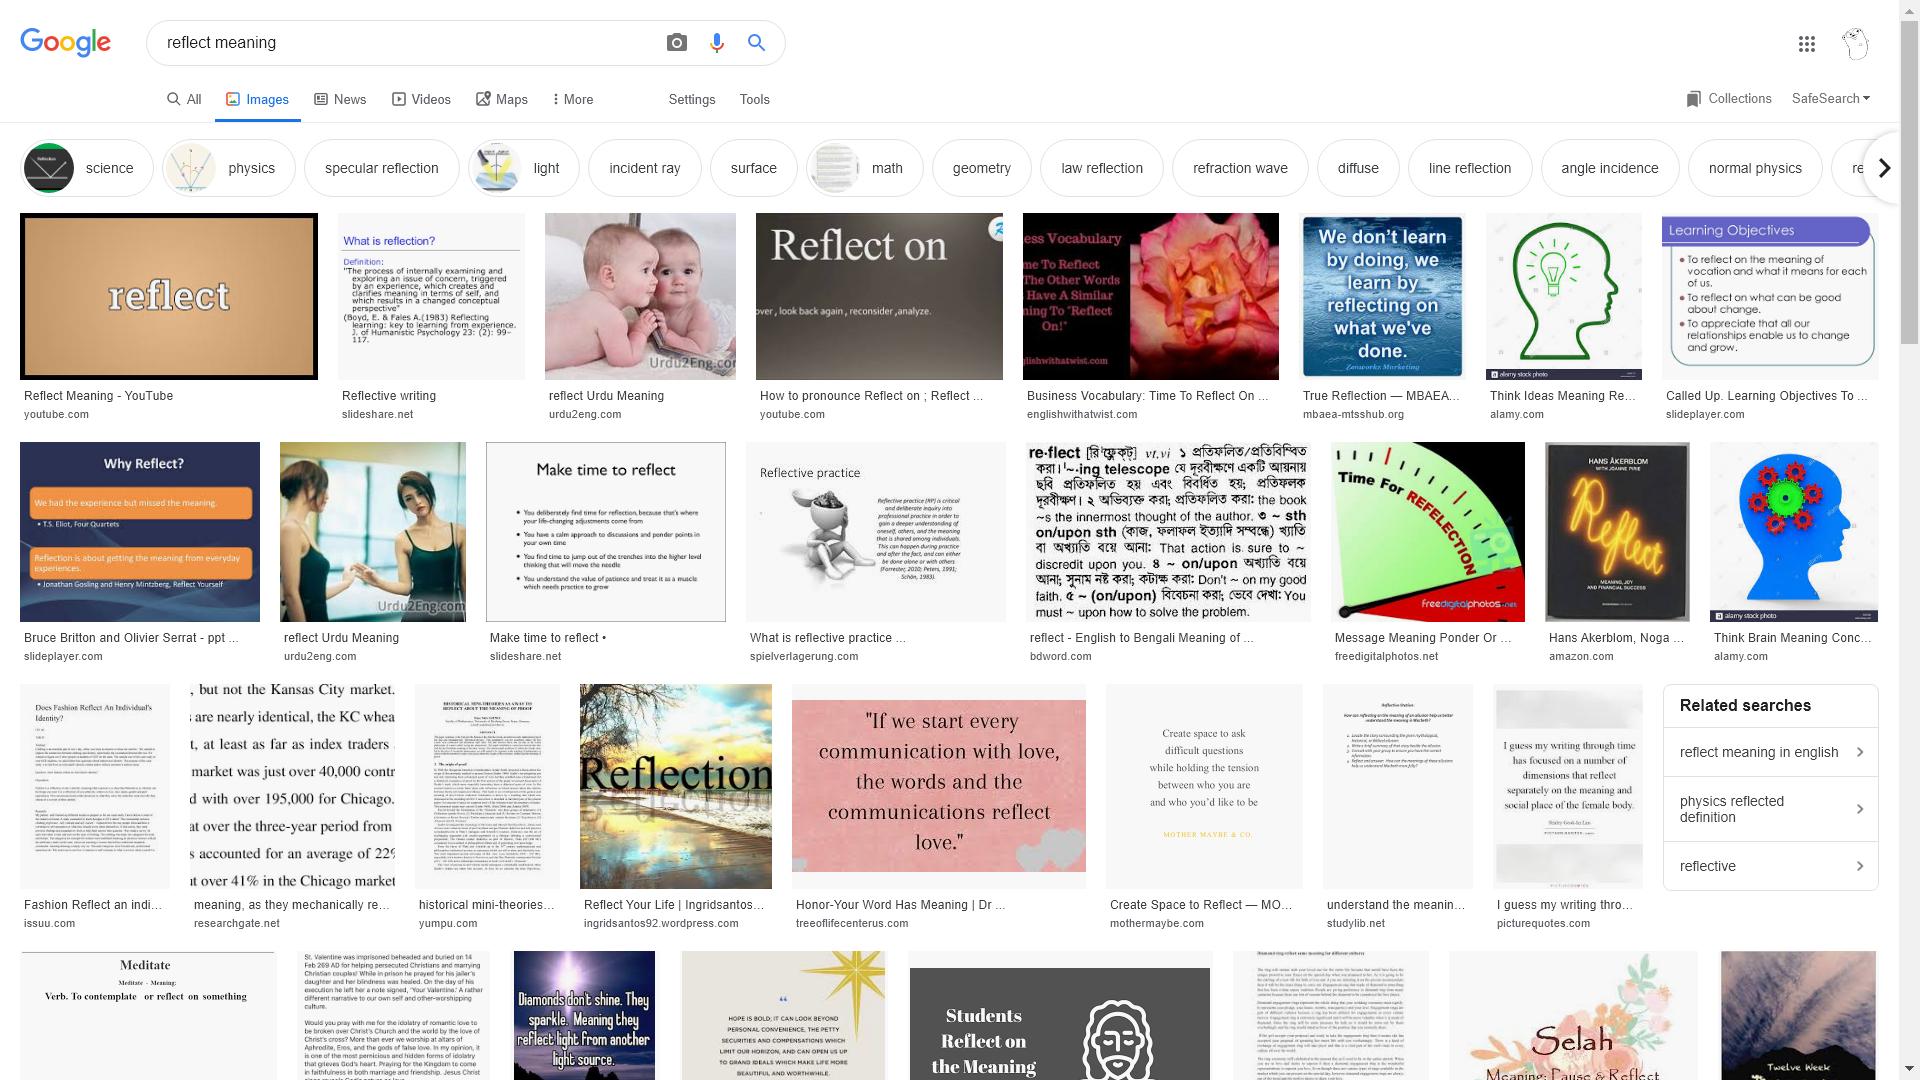 Google
reflect meaning
All
Images
News
Videos
Maps
More
Settings
Tools
Collections
SafeSearch
science
physics
specular reflection
light
incident ray
surface
math
geometry
law reflection
refraction wave
diffuse
line reflection
angle incidence
normal physics
re
reflect
What is reflection?
Definition:
"The process of internally examining and
exploring an issue of concern, triggered
by an experience, which creates and
clarifies meaning in terms of self, and
which results in a changed conceptual
perspective"
(Boyd, E. & Fales A.(1983) Reflecting
learning: key to learning from experience.
J. of Humanistic Psychology 23: (2): 99-
117.
Urdu2Eng.com
Reflect on
over , look back again , reconsider ,analyze.
ess Vocabulary
me To Reflect
The Other Words
Have A Similar
ning To "Reflect
On!"
glishwithatwist.com
We don't learn
by doing, we
learn by
reflecting on
what we've
done.
Zenworkz Marketing
alamy stock photo
Learning Objectives
To reflect on the meaning of
vocation and what it means for each
of us.
To reflect on what can be good
about change.
To appreciate that all our
relationships enable us to change
and grow.
Reflect Meaning - YouTube
youtube.com
Reflective writing
slideshare.net
reflect Urdu Meaning
urdu2eng.com
How to pronounce Reflect on ; Reflect ...
youtube.com
Business Vocabulary: Time To Reflect On ...
englishwithatwist.com
True Reflection — MBAEA...
mbaea-mtsshub.org
Think Ideas Meaning Re...
alamy.com
Called Up. Learning Objectives To ...
slideplayer.com
Why Reflect?
We had the experience but missed the meaning.
• T.S. Eliot, Four Quartets
Reflection is about getting the meaning from everyday
experiences.
• Jonathan Gosling and Henry Mintzberg, Reflect Yourself
Urdu2Eng.com
Make time to reflect
You deliberately find time for reflection, because that's where
your life-changing adjustments come from
You have a calm approach to discussions and ponder points in
your own time
You find time to jump out of the trenches into the higher level
thinking that will move the needle
You understand the value of patience and treat it as a muscle
which needs practice to grow
Reflective practice
Reflective practice (RP) is critical
and deliberate inquiry into
professional practice in order to
gain a deeper understanding of
oneself, others, and the meaning
that is shared among individuals.
This can happen during practice
and after the fact, and can either
be done alone or with others
(Forrester, 2010; Peters, 1991;
Schön, 1983).
re·flect [রিফ্লেক্ট্] vt,vi ১ প্রতিফলিত/প্রতিবিম্বিত
করা। ~ing telescope যে দূরবীক্ষণে একটি আয়নায়
ছবি প্রতিফলিত হয় এবং বিবর্ধিত হয়; প্রতিফলক
দূরবীক্ষণ। ২ অভিব্যক্ত করা; প্রতিফলিত করা: the book
~s the innermost thought of the author. ৩ ~ sth
on/upon sth (কাজ, ফলাফল ইত্যাদি সম্বন্ধে) খ্যাতি
বা অখ্যাতি বয়ে আনা: That action is sure to ~
discredit upon you. ৪ ~ on/upon অখ্যাতি বয়ে
আনা; সুনাম নষ্ট করা; কটাক্ষ করা: Don't ~ on my good
faith. ৫ ~ (on/upon) বিবেচনা করা; ভেবে দেখা: You
must ~ upon how to solve the problem.
Time For REFELECTION
freedigitalphotos.net
HANS ÅKERBLOM
WITH JOANNE PIRIE
Reflect
MEANING, JOY
AND FINANCIAL SUCCESS
alamy stock photo
Bruce Britton and Olivier Serrat - ppt ...
slideplayer.com
reflect Urdu Meaning
urdu2eng.com
Make time to reflect •
slideshare.net
What is reflective practice ...
spielverlagerung.com
reflect - English to Bengali Meaning of ...
bdword.com
Message Meaning Ponder Or ...
freedigitalphotos.net
Hans Akerblom, Noga ...
amazon.com
Think Brain Meaning Conc...
alamy.com
Does Fashion Reflect An Individual's
Identity?
, but not the Kansas City market.
are nearly identical, the KC whea
t, at least as far as index traders
market was just over 40,000 contr
d with over 195,000 for Chicago.
at over the three-year period from
s accounted for an average of 22%
t over 41% in the Chicago market
HISTORICAL MINI-THEORIES AS A WAY TO
REFLECT ABOUT THE MEANING OF PROOF
Reflection
"If we start every
communication with love,
the words and the
communications reflect
love."
Create space to ask
difficult questions
while holding the tension
between who you are
and who you'd like to be
MOTHER MAYBE & CO.
I guess my writing through time
has focused on a number of
dimensions that reflect
separately on the meaning and
social place of the female body.
Shirley Geok-lin Lim
Related searches
reflect meaning in english
physics reflected
definition
reflective
Fashion Reflect an indi...
issuu.com
meaning, as they mechanically re...
researchgate.net
historical mini-theories...
yumpu.com
Reflect Your Life | Ingridsantos...
ingridsantos92.wordpress.com
Honor-Your Word Has Meaning | Dr ...
treeoflifecenterus.com
Create Space to Reflect — MO...
mothermaybe.com
understand the meanin...
studylib.net
I guess my writing thro...
picturequotes.com
Meditate
Meditate - Meaning:
Verb. To contemplate or reflect on something
St. Valentine was imprisoned beheaded and buried on 14
Feb 269 AD for helping persecuted Christians and marrying
Christian couples! While in prison he prayed for his jailer's
daughter and her blindness was healed. On the day of his
execution he left her a note signed, 'Your Valentine.' A rather
different narrative to our own self and other-worshipping
culture.
Would you pray with me for the idolatry of romantic love to
be broken over Christ's Church and the world by the love of
Christ's cross? More than ever we worship at altars of
Aphrodite, Eros, and the gods of false love. In my opinion, it
is one of the most pernicious and hidden forms of idolatry
that grieves God's heart. Praying for the Kingdom to come
in faithfulness in both marriage and friendship. Jesus Christ
Diamonds don't shine. They
sparkle. Meaning they
reflect light from another
light source.
HOPE IS BOLD; IT CAN LOOK BEYOND
PERSONAL CONVENIENCE, THE PETTY
SECURITIES AND COMPENSATIONS WHICH
LIMIT OUR HORIZON, AND CAN OPEN US UP
TO GRAND IDEALS WHICH MAKE LIFE MORE
BEAUTIFUL AND WORTHWHILE.
Students
Reflect on
the Meaning
Selah
Meaning: Pause & Reflect
Twelve Week